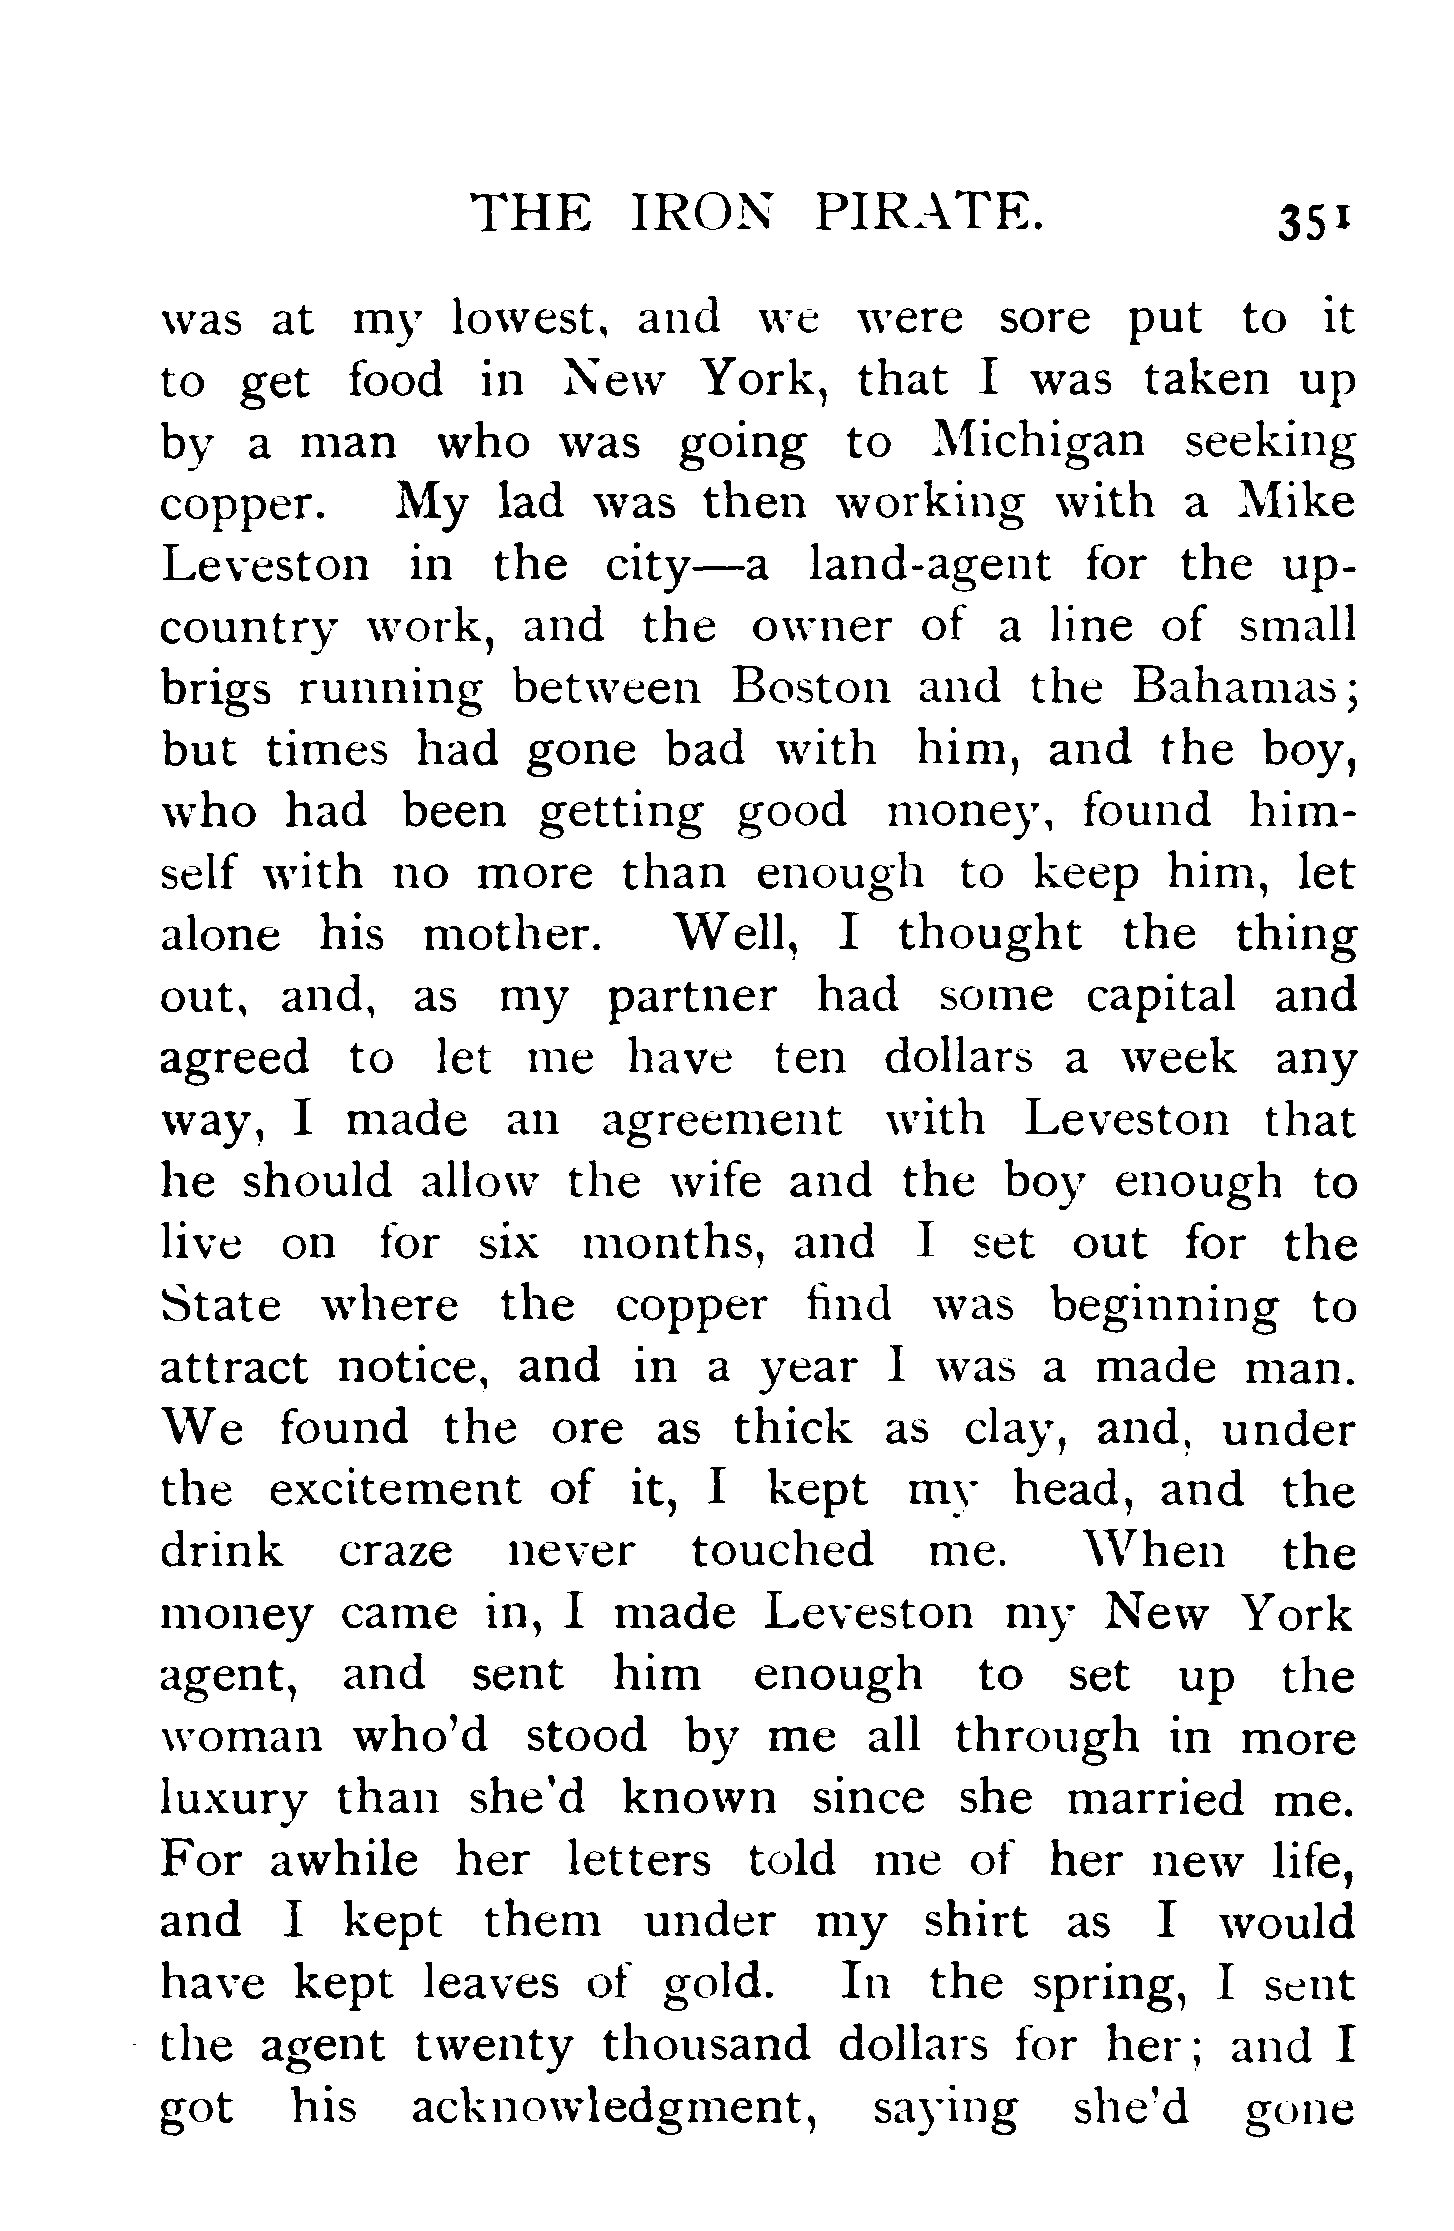 THE IRON PIRATE. 351
was at my lowest, and we were sore put to it
to get food in New York, that I was taken up
by a man who was going to Michigan seeking
copper. My lad was then working with a Mike
Leveston in the city—a land-agent for the up-
country work, and the owner of a line of small
brigs running between Boston and the Bahamas;
but times had gone bad with him, and the boy,
who had been getting good money, found him-
self with no more than enough to keep him, let
alone his mother. Well, I thought the thing
out, and, as my partner had some capital and
agreed to let me have ten dollars a week any
way, I made an agreement with Leveston that
he should allow the wife and the boy enough to
live on for six months, and I set out for the
State where the copper find was beginning to
attract notice, and in a year I was a made man.
We found the ore as thick as clay, and, under
the excitement of it, I kept my head, and the
drink craze never touched me. When the
money came in, I made Leveston my New York
agent, and sent him enough to set up the
woman who'd stood by me all through in more
luxury than she'd known since she married me.
For awhile her letters told me of her new life,
and I kept them under my shirt as I would
have kept leaves of gold. In the spring, I sent
the agent twenty thousand dollars for her; and I
got his acknowledgment, saying she'd gone